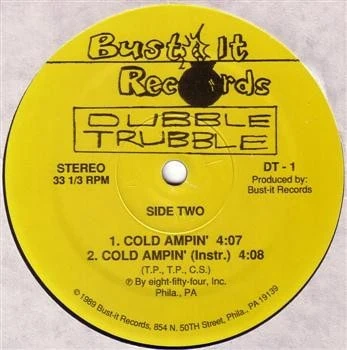 Bust It
Records
DUBBLE
TRUBBLE
STEREO
33 1/3 RPM
DT - 1
Produced by:
Bust-it Records
SIDE TWO
1. COLD AMPIN' 4:07
2. COLD AMPIN' (Instr.) 4:08
(T.P., T.P., C.S.)
℗ By eight-fifty-four, Inc.
Phila., PA
©1989 Bust-it Records, 854 N. 50TH Street, Phila., PA 19139